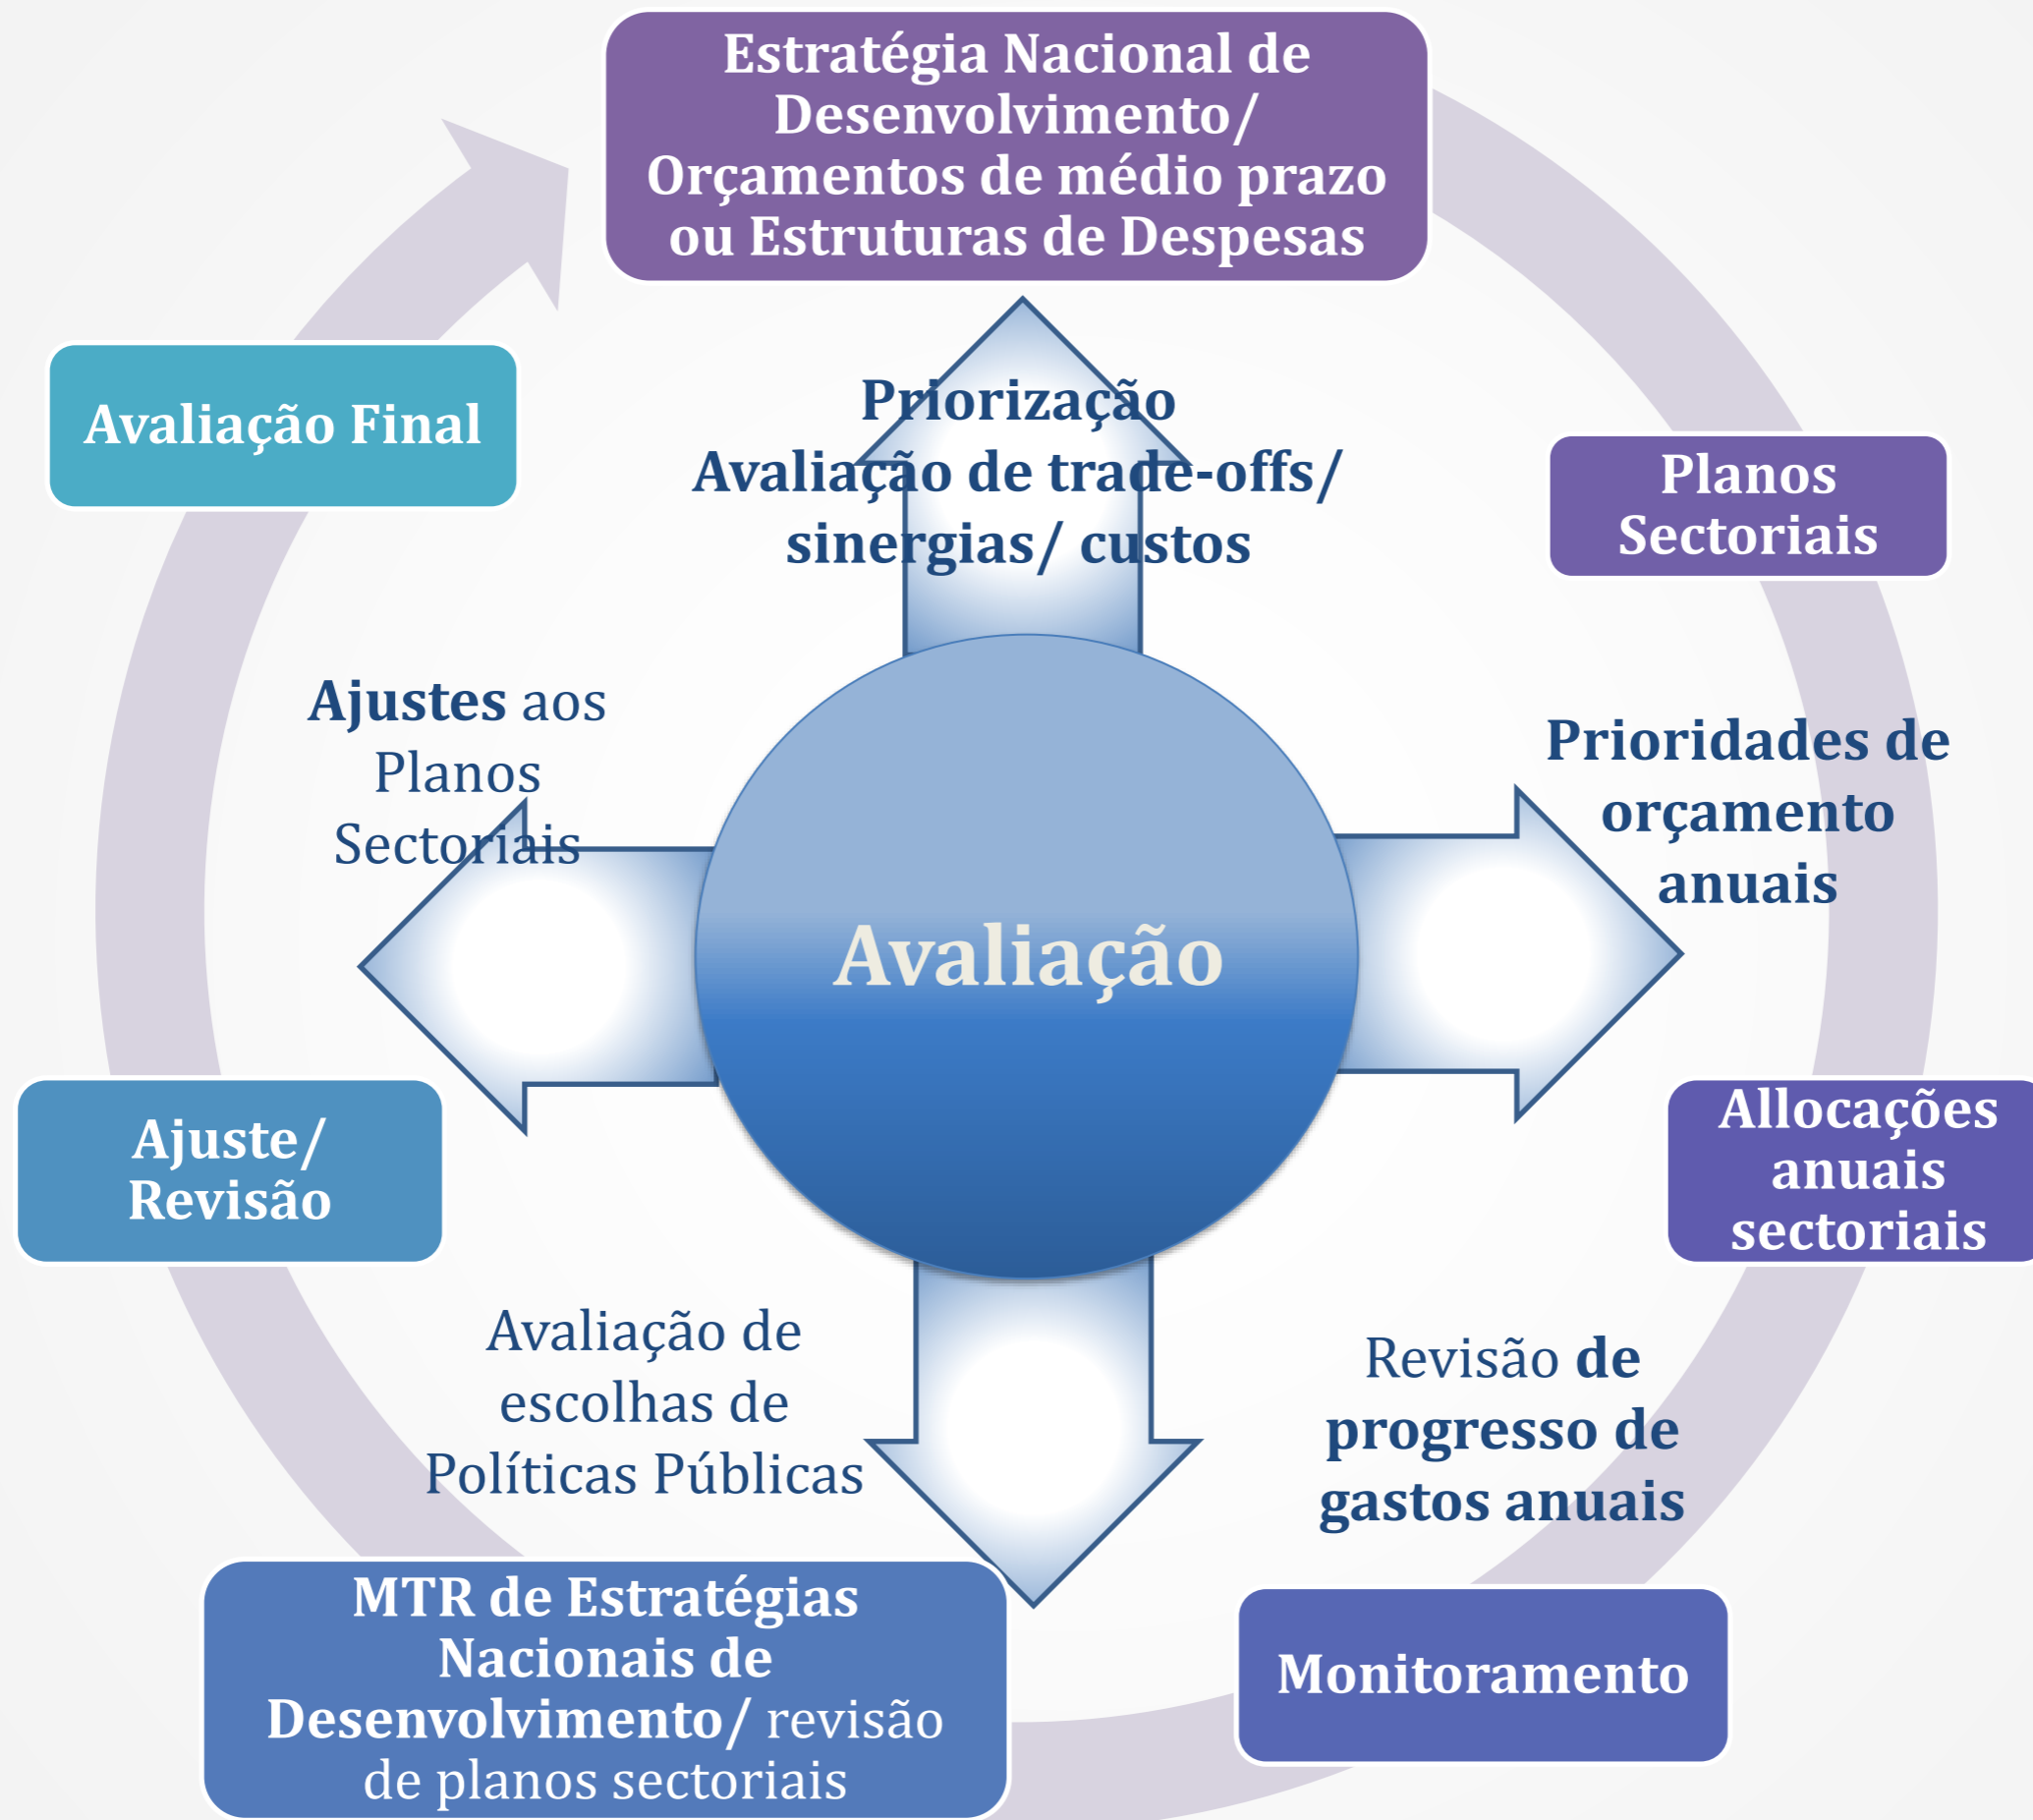 Estratégia Nacional de
Desenvolvimento/
Orçamentos de médio prazo
ou Estruturas de Despesas
Avaliação Final
Priorização
Avaliação de trade-offs/
sinergias/ custos
Planos
Sectoriais
Ajustes aos
Planos
Sectoriais
Prioridades de
orçamento
anuais
Avaliação
Ajuste/
Revisão
Allocações
anuais
sectoriais
Avaliação de
escolhas de
Políticas Públicas
Revisão de
progresso de
gastos anuais
MTR de Estratégias
Nacionais de
Desenvolvimento/ revisão
de planos sectoriais
Monitoramento